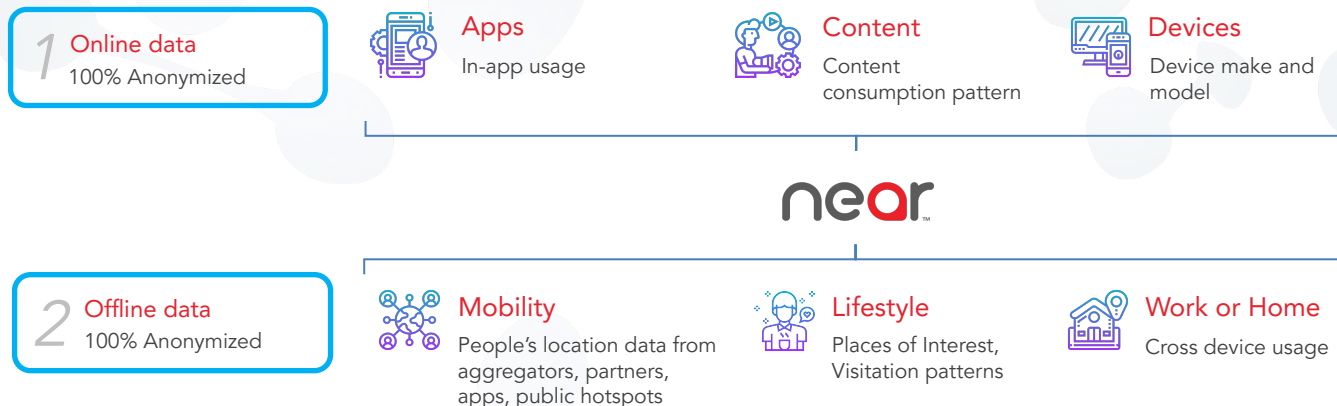 1 Online data
100% Anonymized
Apps
In-app usage
Content
Content
consumption pattern
Devices
Device make and
model
near™
2 Offline data
100% Anonymized
Mobility
People’s location data from
aggregators, partners,
apps, public hotspots
Lifestyle
Places of Interest,
Visitation patterns
Work or Home
Cross device usage